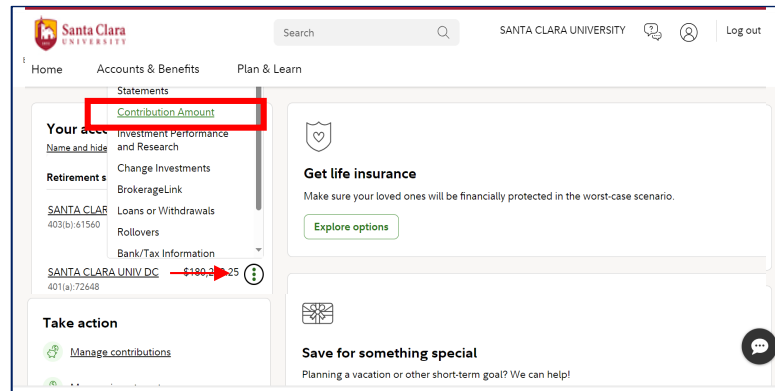 Santa Clara
UNIVERSITY
Search
SANTA CLARA UNIVERSITY
Log out
Home
Accounts & Benefits
Plan & Learn
Statements
Contribution Amount
Investment Performance
and Research
Change Investments
BrokerageLink
Loans or Withdrawals
Rollovers
Bank/Tax Information
Your
Name and hide
Retirement
SANTA
403(b):61560
SANTA CLARA UNIV DC
401(a):72648
Take action
Manage contributions
Get life insurance
Make sure your loved ones will be financially protected in the worst-case scenario.
Explore options
Save for something special
Planning a vacation or other short-term goal? We can help!